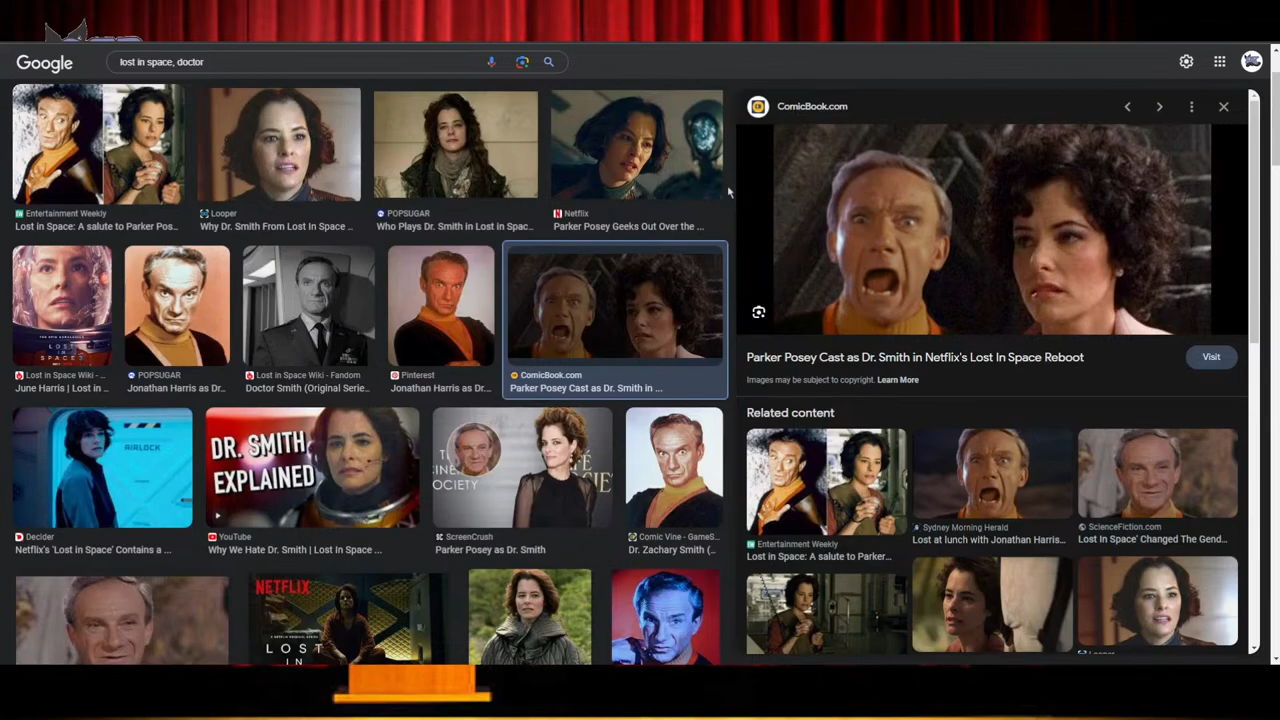 Google
lost in space, doctor
Entertainment Weekly
Lost in Space: A salute to Parker Pos...
Looper
Why Dr. Smith From Lost In Space ...
POPSUGAR
Who Plays Dr. Smith in Lost in Spac...
Netflix
Parker Posey Geeks Out Over the ...
LOST
IN
SPACES
Lost in Space Wiki - ...
June Harris | Lost in ...
POPSUGAR
Jonathan Harris as Dr...
Lost in Space Wiki - Fandom
Doctor Smith (Original Serie...
Pinterest
Jonathan Harris as Dr...
ComicBook.com
Parker Posey Cast as Dr. Smith in ...
AIRLOCK
Decider
Netflix's 'Lost in Space' Contains a ...
DR. SMITH
EXPLAINED
YouTube
Why We Hate Dr. Smith | Lost In Space ...
SOCIETY
ScreenCrush
Parker Posey as Dr. Smith
Comic Vine - GameS...
Dr. Zachary Smith (...
NETFLIX
LOST
IN
ComicBook.com
Parker Posey Cast as Dr. Smith in Netflix's Lost In Space Reboot
Visit
Images may be subject to copyright. Learn More
Related content
Entertainment Weekly
Lost in Space: A salute to Parker...
Sydney Morning Herald
Lost at lunch with Jonathan Harris...
ScienceFiction.com
Lost In Space' Changed The Gend...